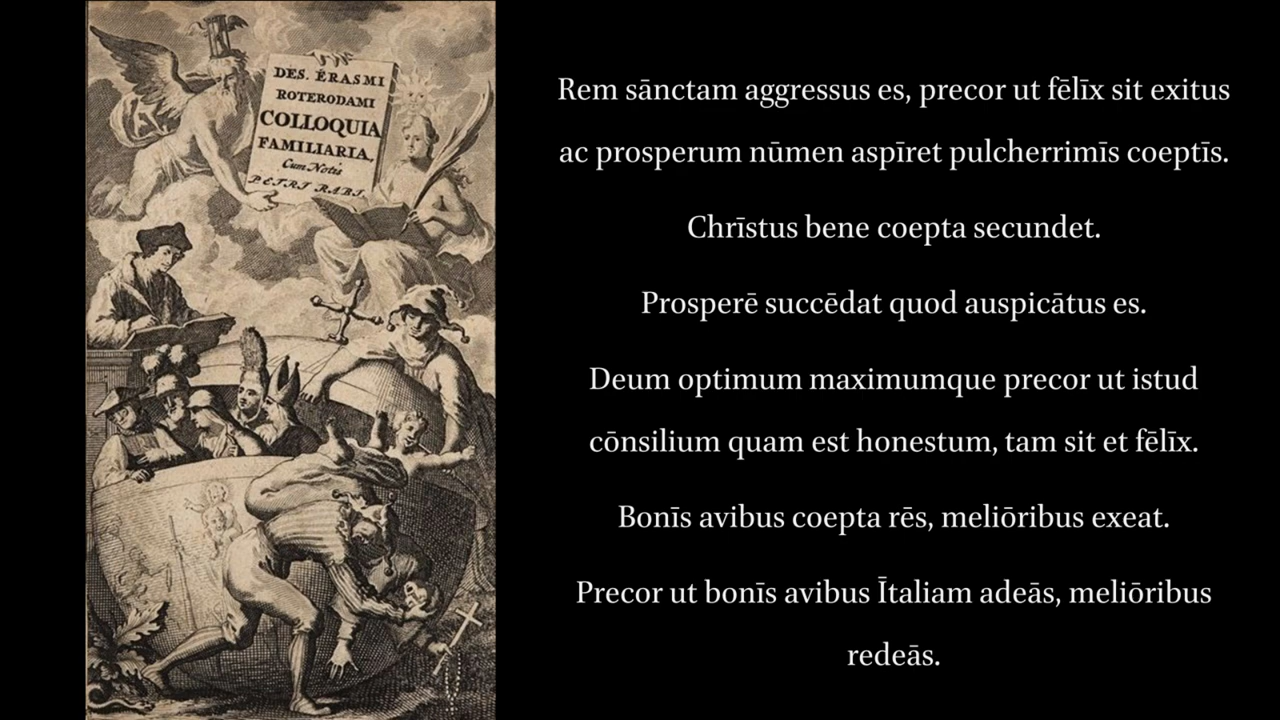 DES. ÉRASMI
ROTERODAMI
COLLOQUIA
FAMILIARIA,
Cum Notis
PETRI RABI.
Rem sānctam aggressus es, precor ut fēlīx sit exitus
ac prosperum nūmen aspīret pulcherrimīs coeptīs.
Chrīstus bene coepta secundet.
Prosperē succēdat quod auspicātus es.
Deum optimum maximumque precor ut istud
cōnsilium quam est honestum, tam sit et fēlīx.
Bonīs avibus coepta rēs, meliōribus exeat.
Precor ut bonīs avibus Ītaliam adeās, meliōribus
redeās.